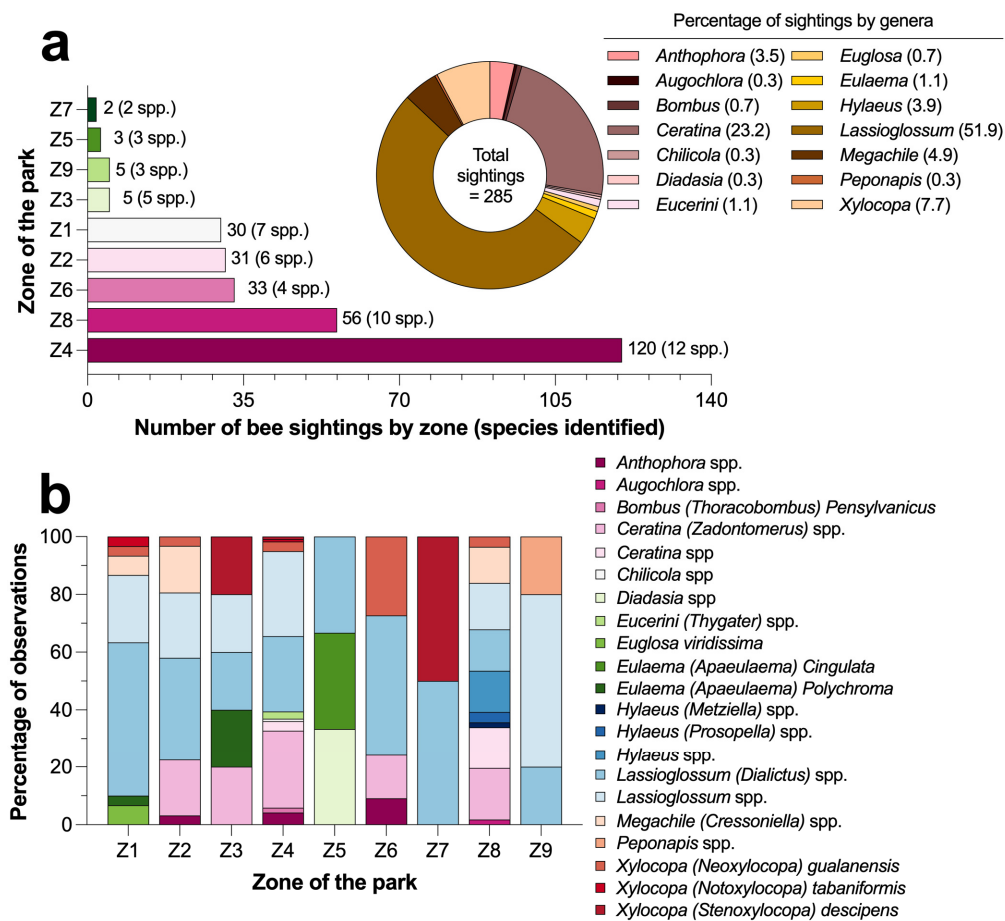 a
Percentage of sightings by genera
Anthophora (3.5)
Augochlora (0.3)
Bombus (0.7)
Ceratina (23.2)
Chilicola (0.3)
Diadasia (0.3)
Eucerini (1.1)
Euglosa (0.7)
Eulaema (1.1)
Hylaeus (3.9)
Lassioglossum (51.9)
Megachile (4.9)
Peponapis (0.3)
Xylocopa (7.7)
Total
sightings
= 285
Zone of the park
Z7 2 (2 spp.)
Z5 3 (3 spp.)
Z9 5 (3 spp.)
Z3 5 (5 spp.)
Z1 30 (7 spp.)
Z2 31 (6 spp.)
Z6 33 (4 spp.)
Z8 56 (10 spp.)
Z4 120 (12 spp.)
0 35 70 105 140
Number of bee sightings by zone (species identified)
b
Percentage of observations
100
80
60
40
20
0
Z1 Z2 Z3 Z4 Z5 Z6 Z7 Z8 Z9
Zone of the park
Anthophora spp.
Augochlora spp.
Bombus (Thoracobombus) Pensylvanicus
Ceratina (Zadontomerus) spp.
Ceratina spp
Chilicola spp
Diadasia spp
Eucerini (Thygater) spp.
Euglosa viridissima
Eulaema (Apaeulaema) Cingulata
Eulaema (Apaeulaema) Polychroma
Hylaeus (Metziella) spp.
Hylaeus (Prosopella) spp.
Hylaeus spp.
Lassioglossum (Dialictus) spp.
Lassioglossum spp.
Megachile (Cressoniella) spp.
Peponapis spp.
Xylocopa (Neoxylocopa) gualanensis
Xylocopa (Notoxylocopa) tabaniformis
Xylocopa (Stenoxylocopa) descipens